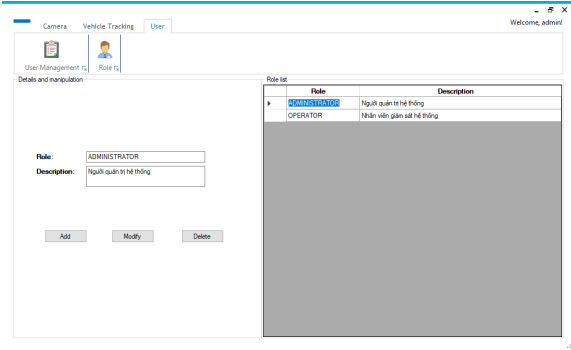 Welcome, admin!
Camera Vehicle Tracking User
User Management Role
Details and manipulation
Role list
Role Description
ADMINISTRATOR Người quản trị hệ thống
OPERATOR Nhân viên giám sát hệ thống
Role: ADMINISTRATOR
Description: Người quản trị hệ thống
Add Modify Delete